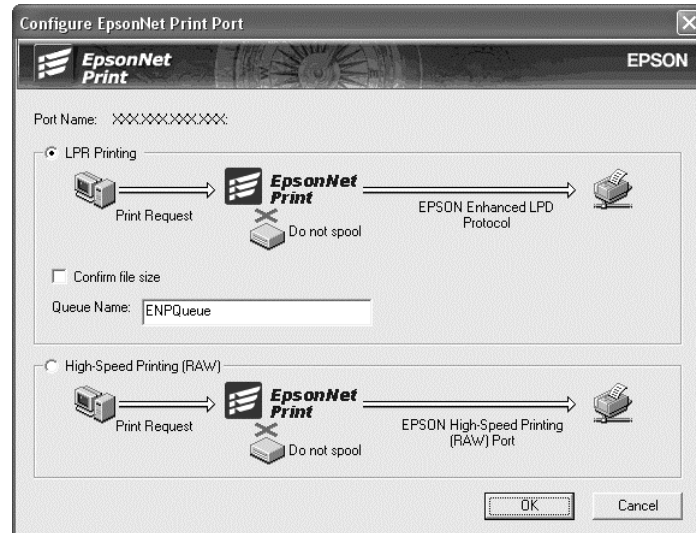 Configure EpsonNet Print Port
EpsonNet
Print
EPSON
Port Name: XXX.XXX.XXX.XXX:
LPR Printing
EpsonNet
Print
Print Request
Do not spool
EPSON Enhanced LPD
Protocol
Confirm file size
Queue Name: ENPQueue
High-Speed Printing (RAW)
EpsonNet
Print
Print Request
Do not spool
EPSON High-Speed Printing
(RAW) Port
OK
Cancel